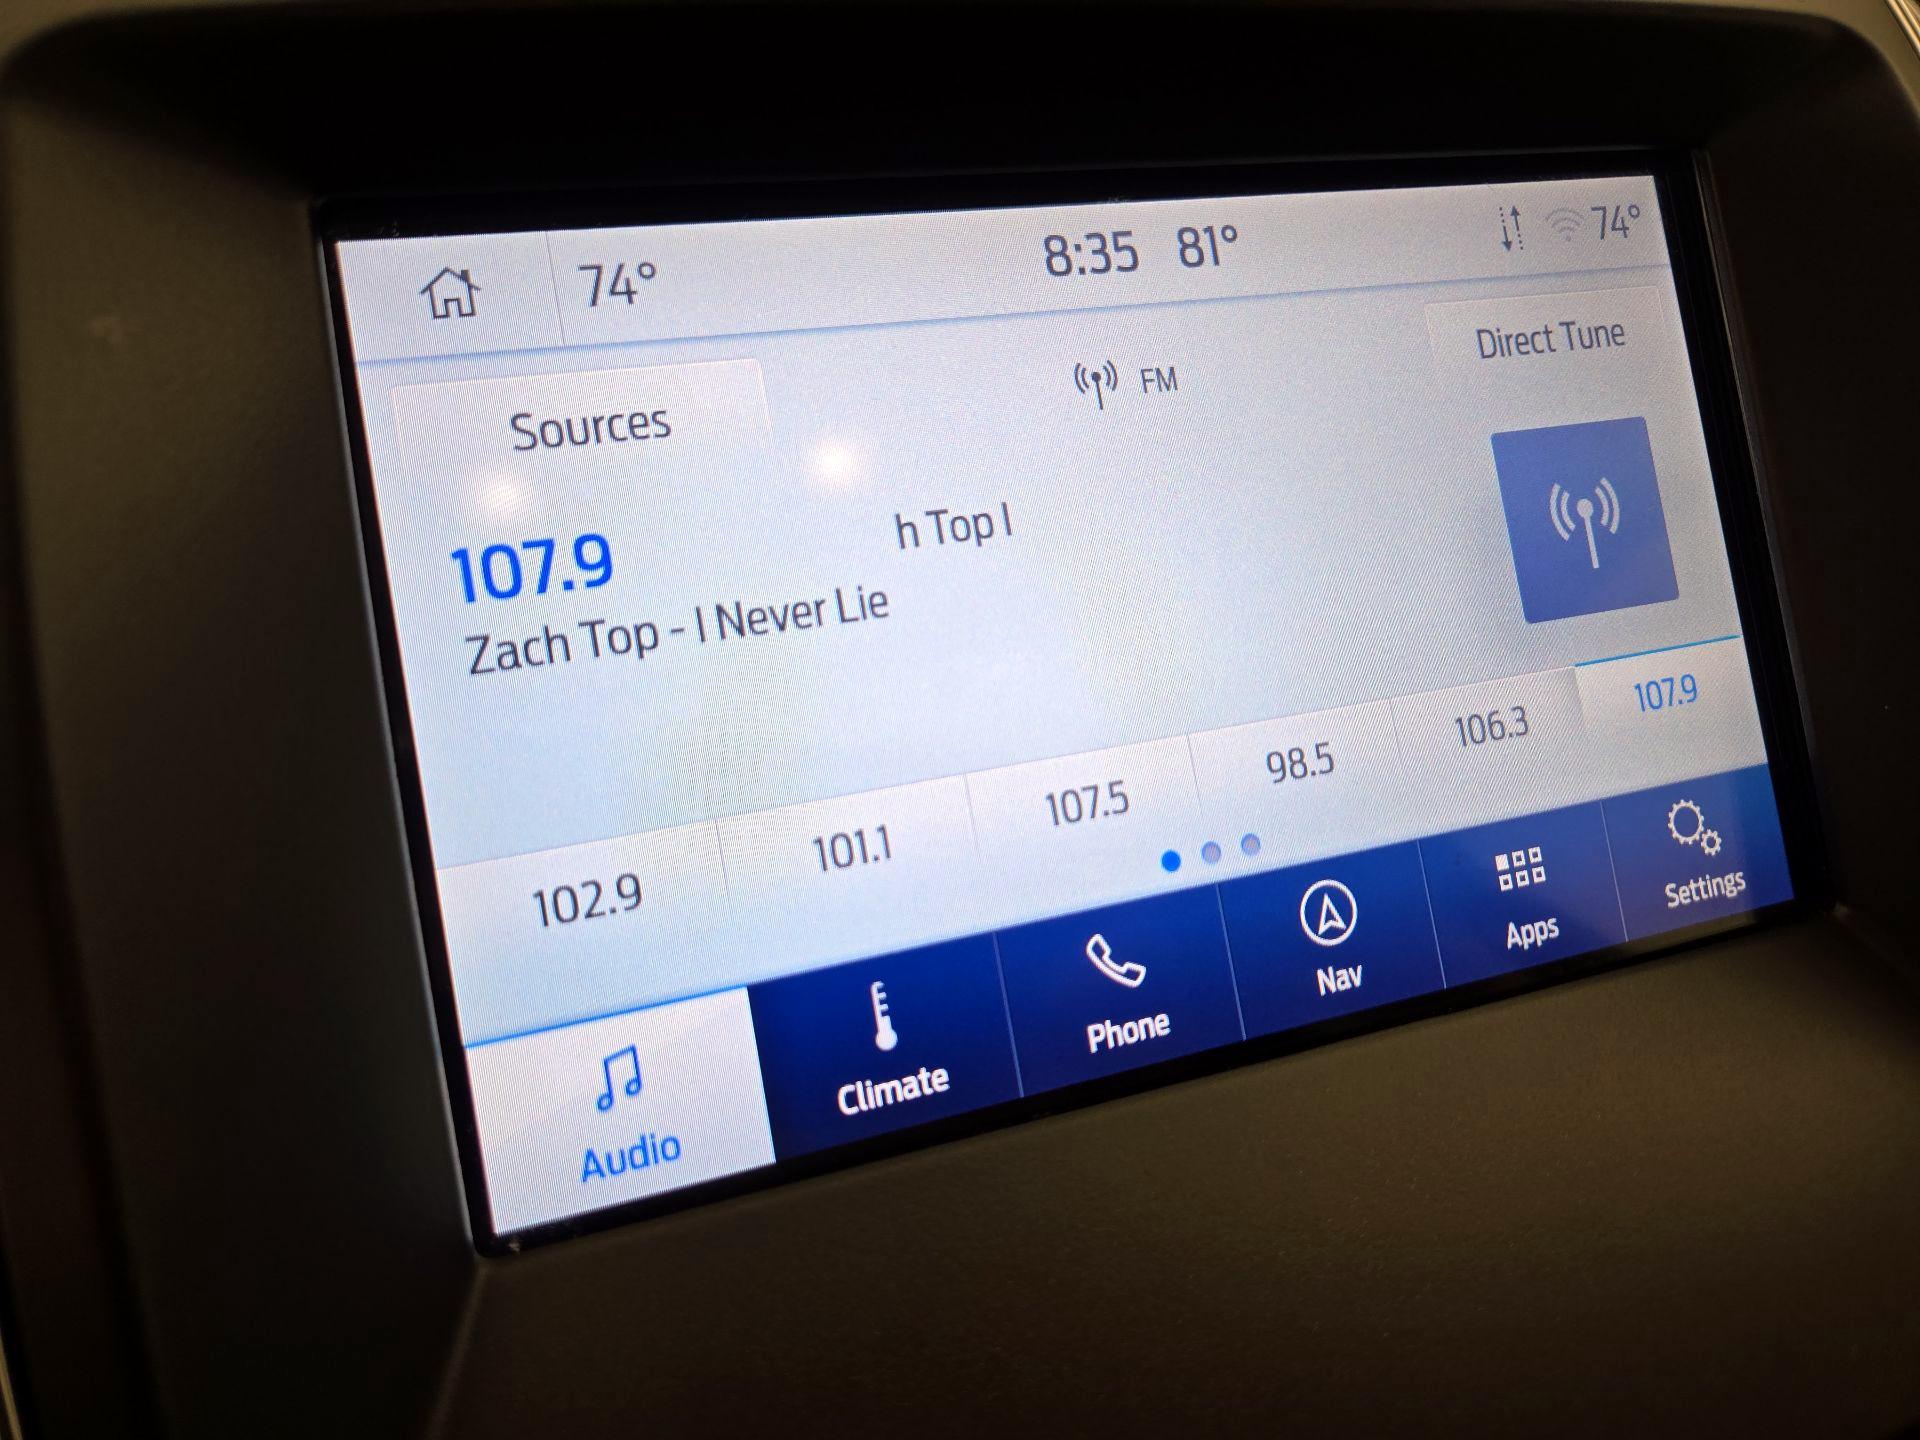 74° 8:35 81° 74°
Sources FM Direct Tune
107.9 h Top I
Zach Top - I Never Lie
102.9 101.1 107.5 98.5 106.3 107.9
Audio Climate Phone Nav Apps Settings